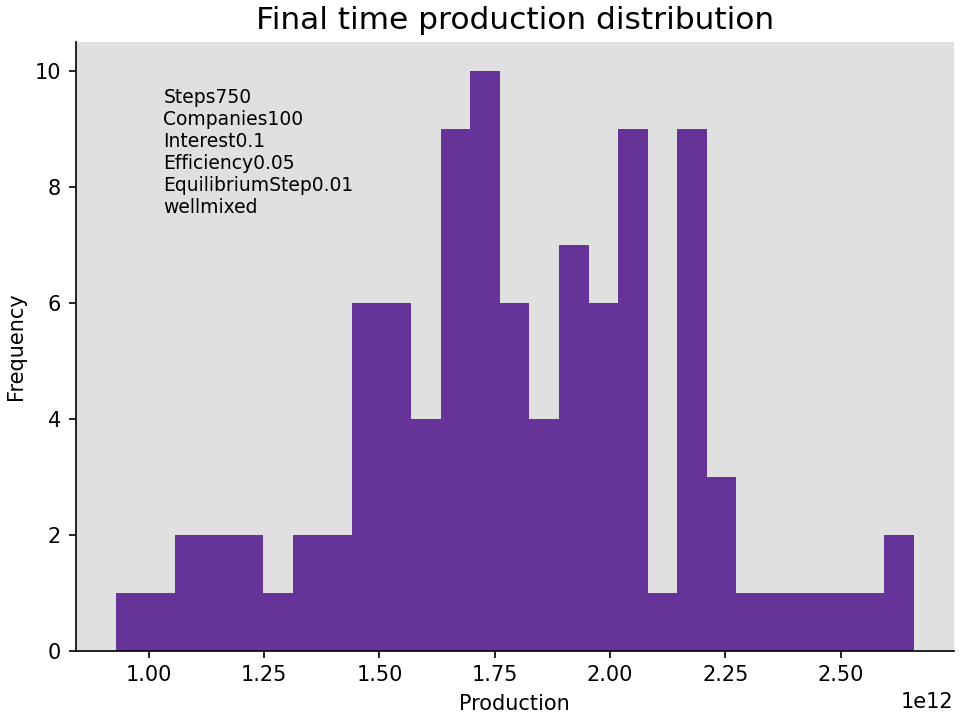 Final time production distribution
10
8
6
4
2
0
Frequency
Steps750
Companies100
Interest0.1
Efficiency0.05
EquilibriumStep0.01
wellmixed
1.00 1.25 1.50 1.75 2.00 2.25 2.50
Production
1e12